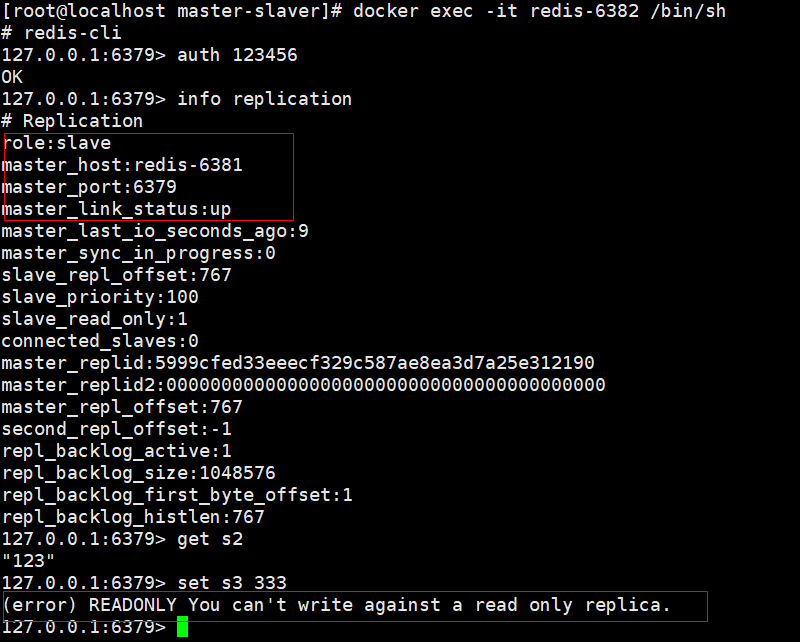 [root@localhost master-slaver]# docker exec -it redis-6382 /bin/sh
# redis-cli
127.0.0.1:6379> auth 123456
OK
127.0.0.1:6379> info replication
# Replication
role:slave
master_host:redis-6381
master_port:6379
master_link_status:up
master_last_io_seconds_ago:9
master_sync_in_progress:0
slave_repl_offset:767
slave_priority:100
slave_read_only:1
connected_slaves:0
master_replid:5999cfed33eeecf329c587ae8ea3d7a25e312190
master_replid2:0000000000000000000000000000000000000000
master_repl_offset:767
second_repl_offset:-1
repl_backlog_active:1
repl_backlog_size:1048576
repl_backlog_first_byte_offset:1
repl_backlog_histlen:767
127.0.0.1:6379> get s2
"123"
127.0.0.1:6379> set s3 333
(error) READONLY You can't write against a read only replica.
127.0.0.1:6379>